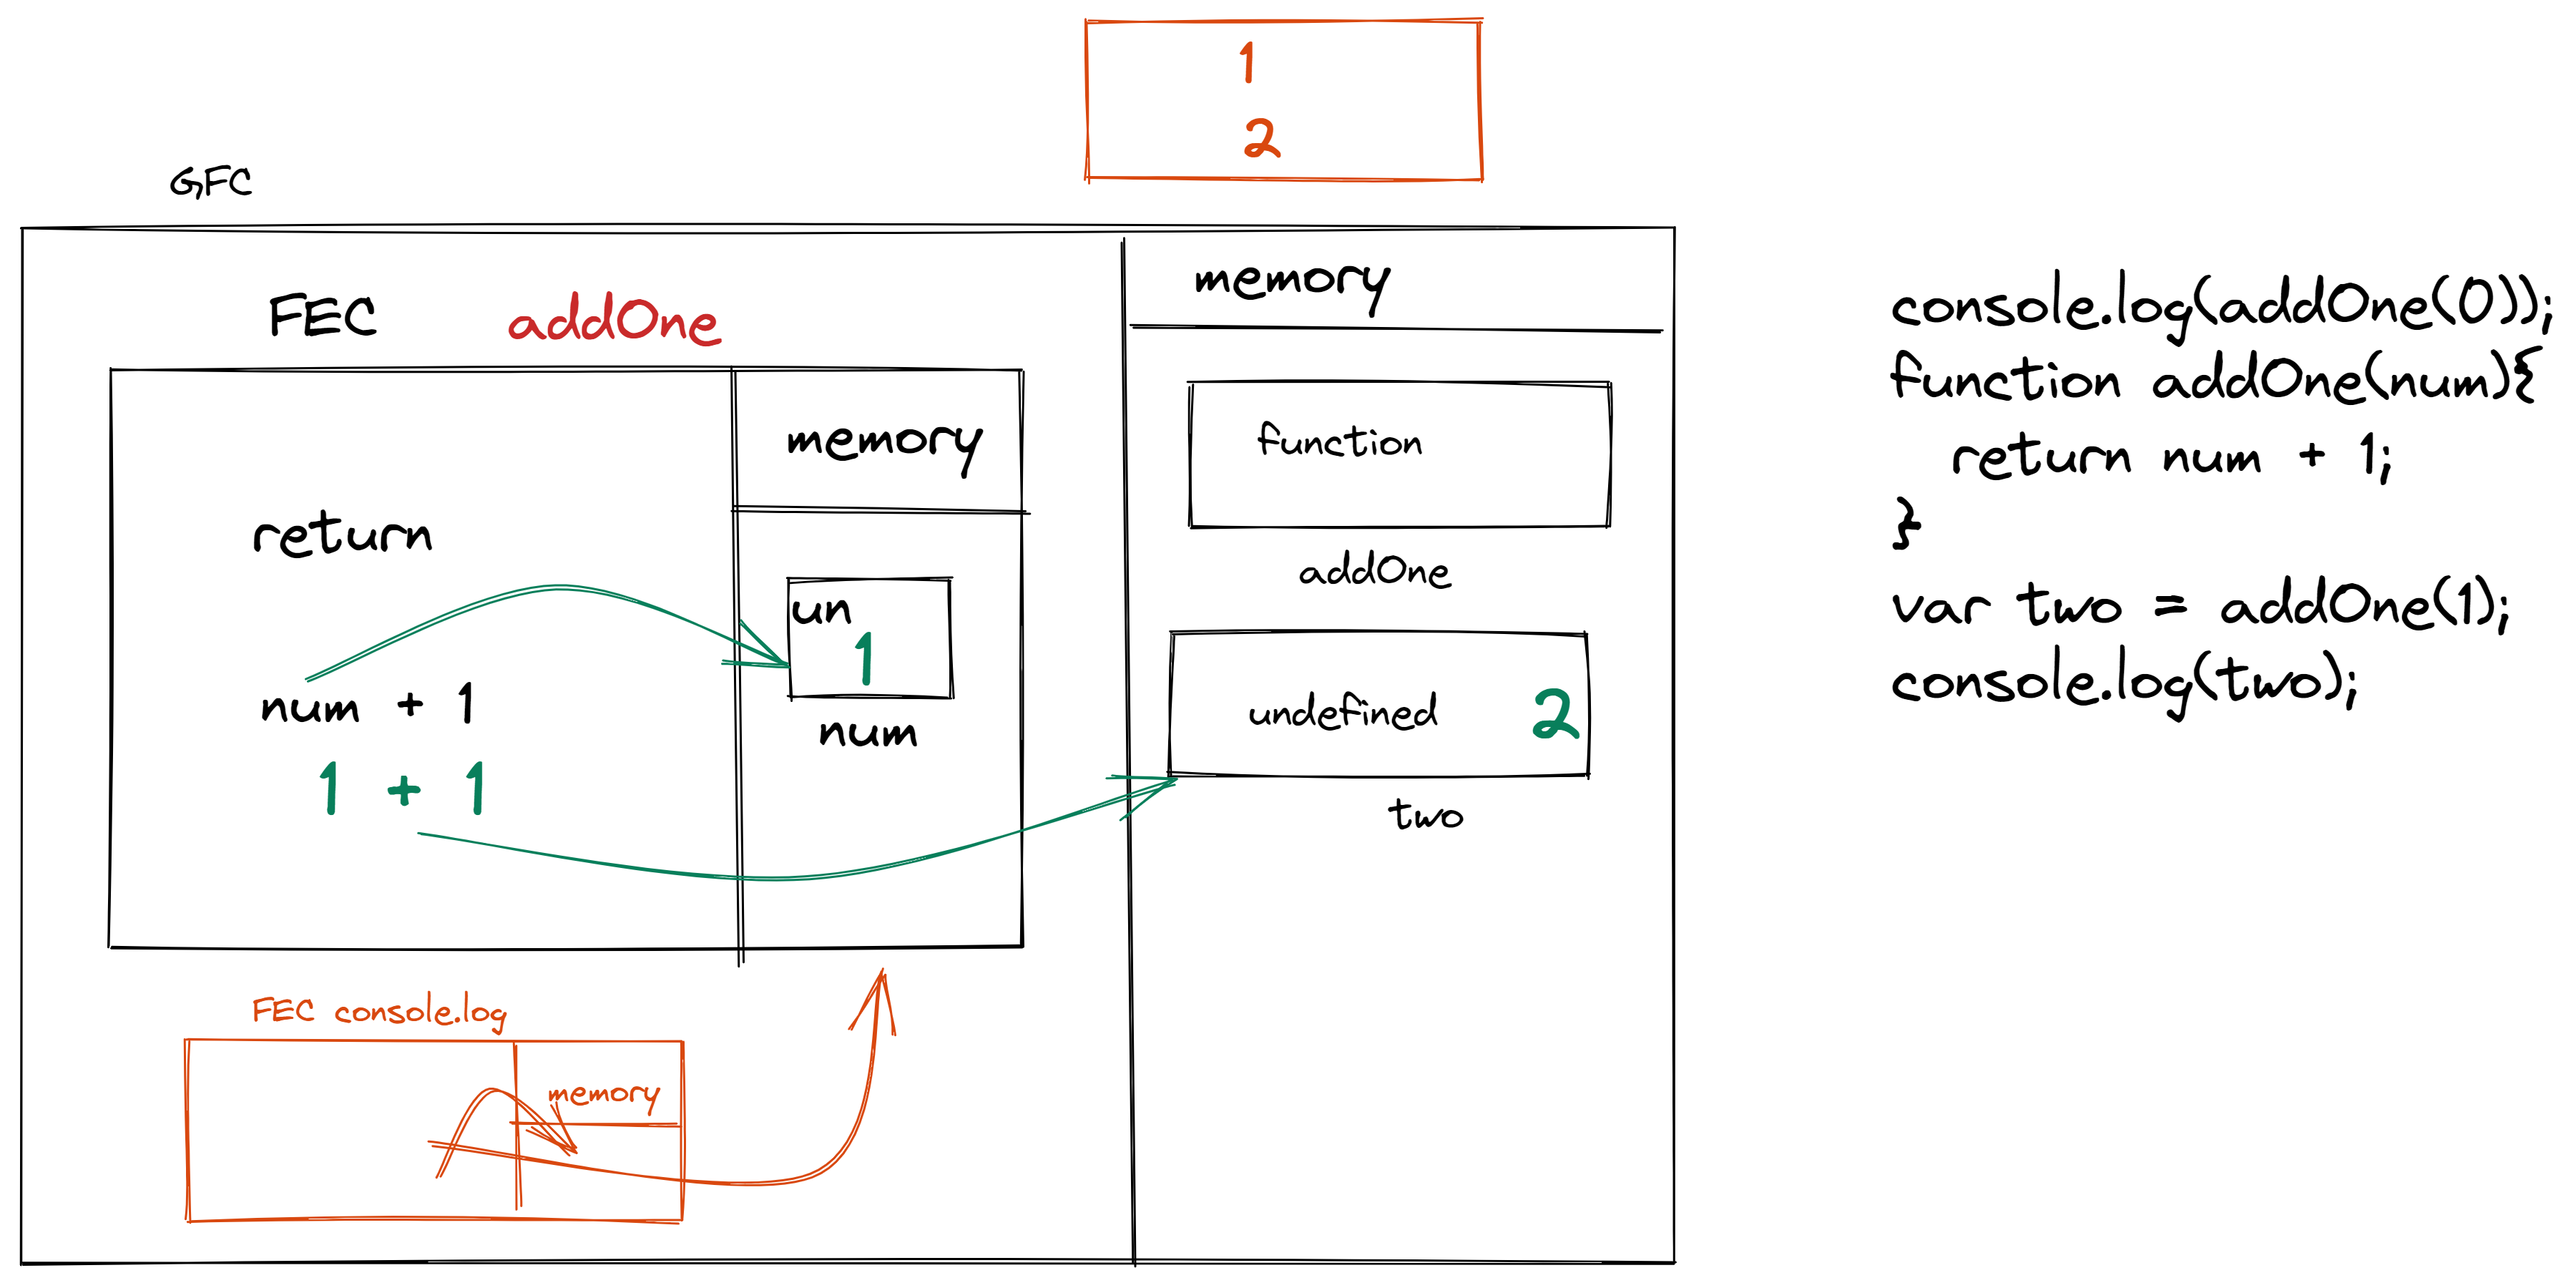 1
2
GFC
FEC addOne
memory
return
un
1
num
num + 1
1 + 1
FEC console.log
memory
memory
function
addOne
undefined 2
two
console.log(addOne(0));
function addOne(num){
return num + 1;
}
var two = addOne(1);
console.log(two);